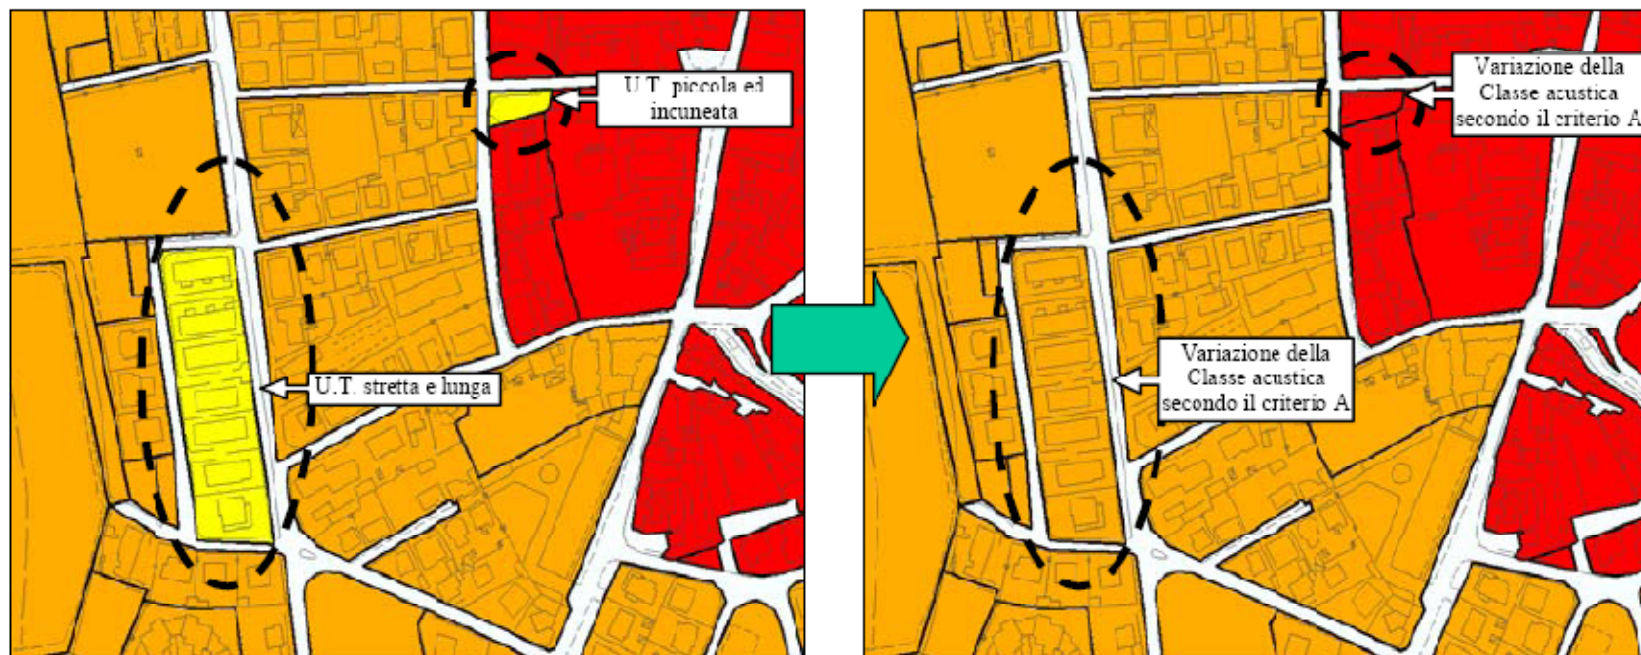 U.T. piccola ed
incuneata
U.T. stretta e lunga
Variazione della
Classe acustica
secondo il criterio A
Variazione della
Classe acustica
secondo il criterio A